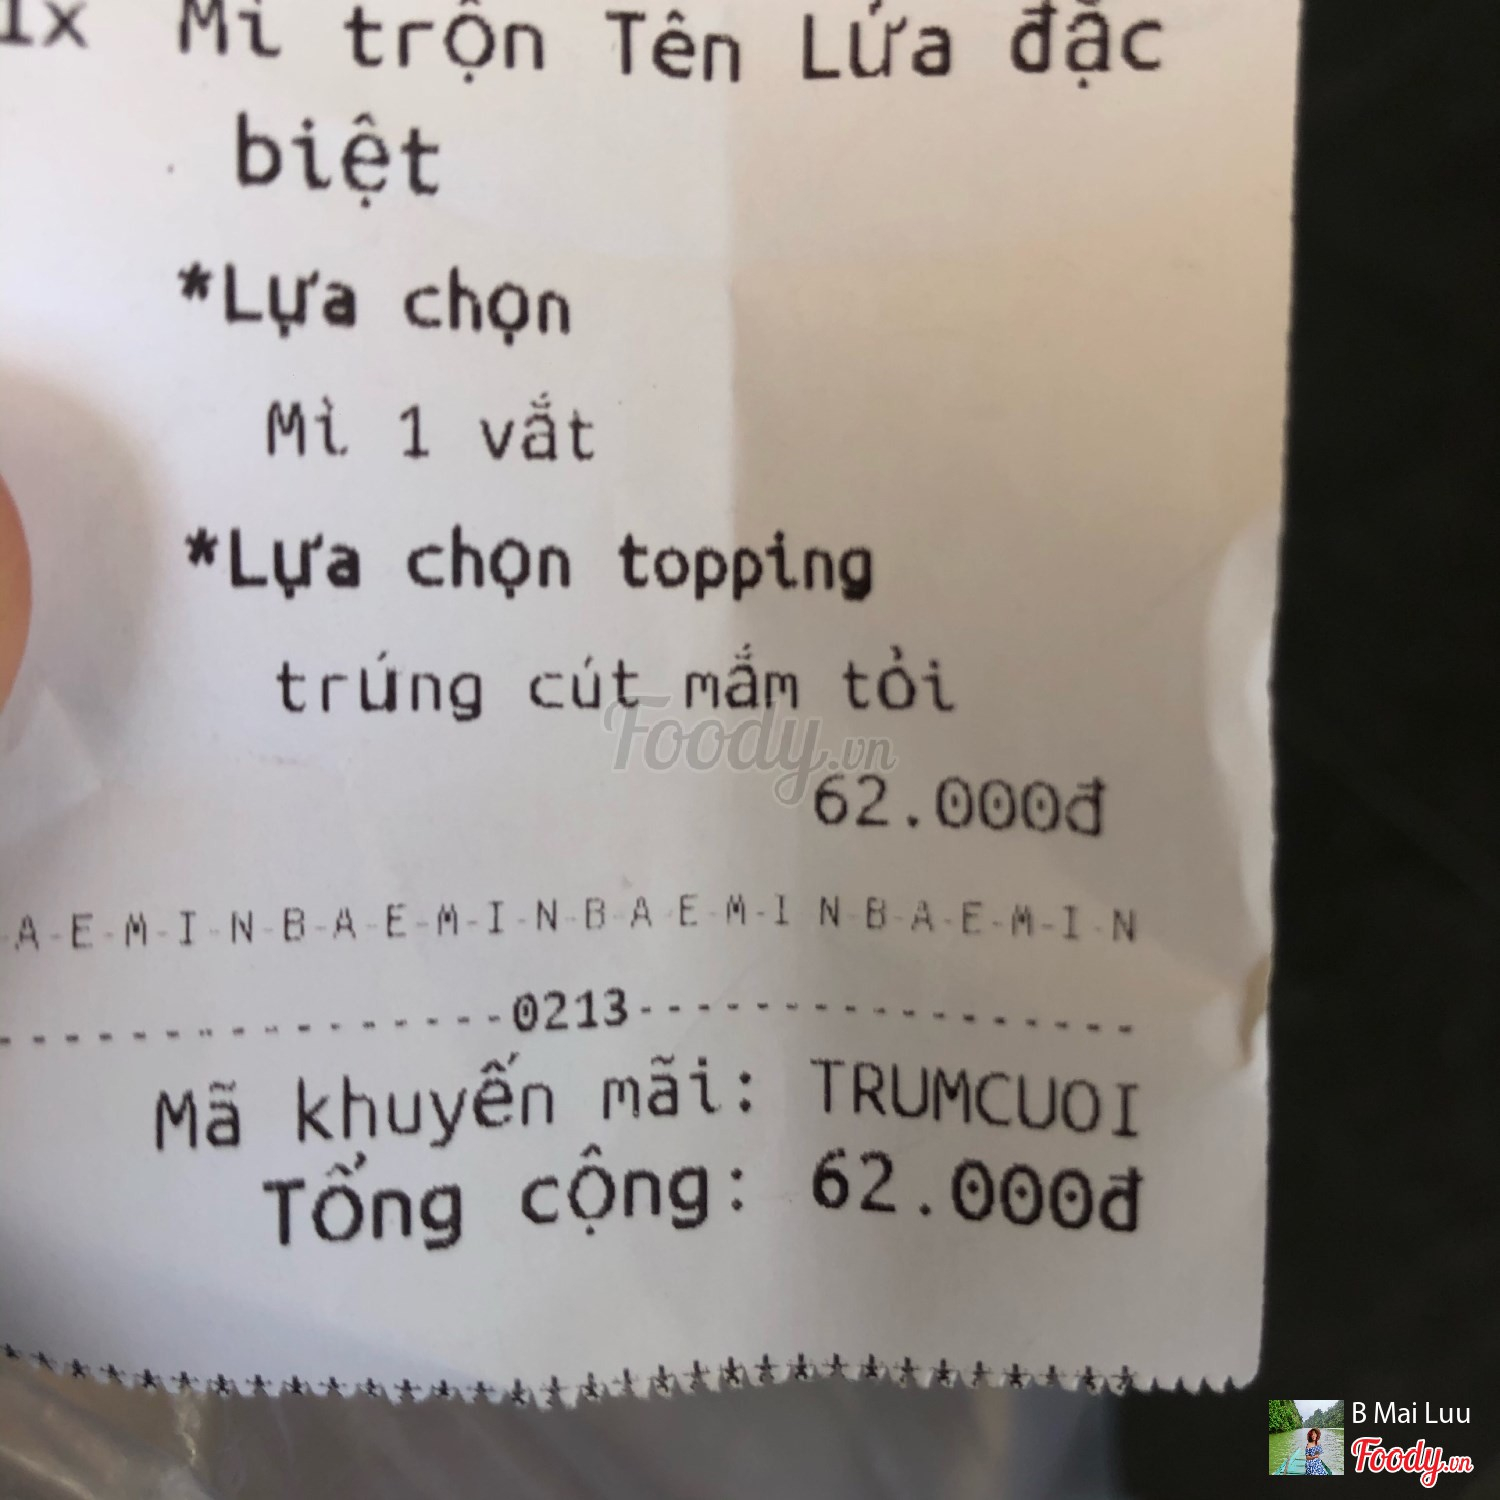 1x Mì trộn Tên Lửa đặc
biệt
*Lựa chọn
Mì 1 vắt
*Lựa chọn topping
trứng cút mắm tỏi
Foody.vn
62.000đ
-A-E-M-I-N-B-A-E-M-I-N-B-A-E-M-I-N-B-A-E-M-I-N
0213
Mã khuyến mãi: TRUMCUOI
Tổng cộng: 62.000đ
B Mai Luu
Foody.vn